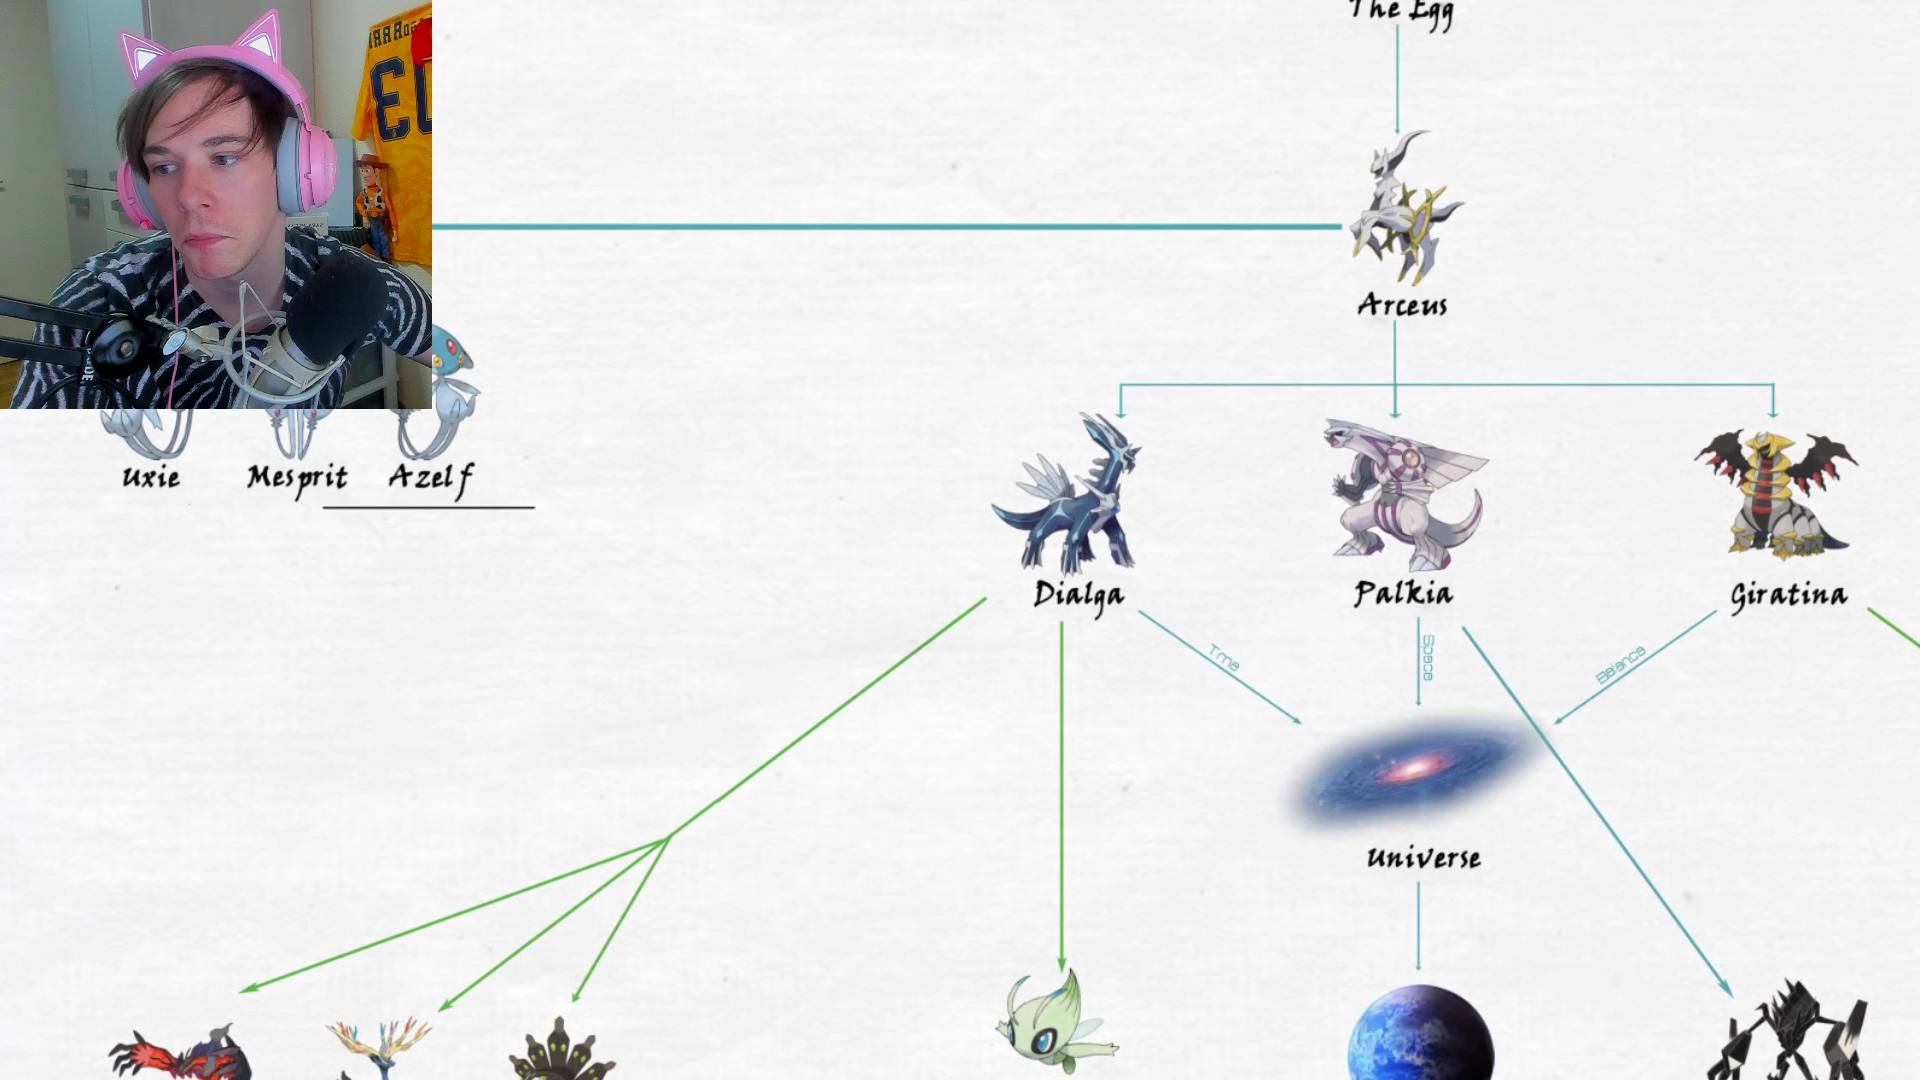 The Egg
Arceus
Uxie Mesprit Azelf
Dialga Palkia Giratina
Time
Space
Balance
Universe